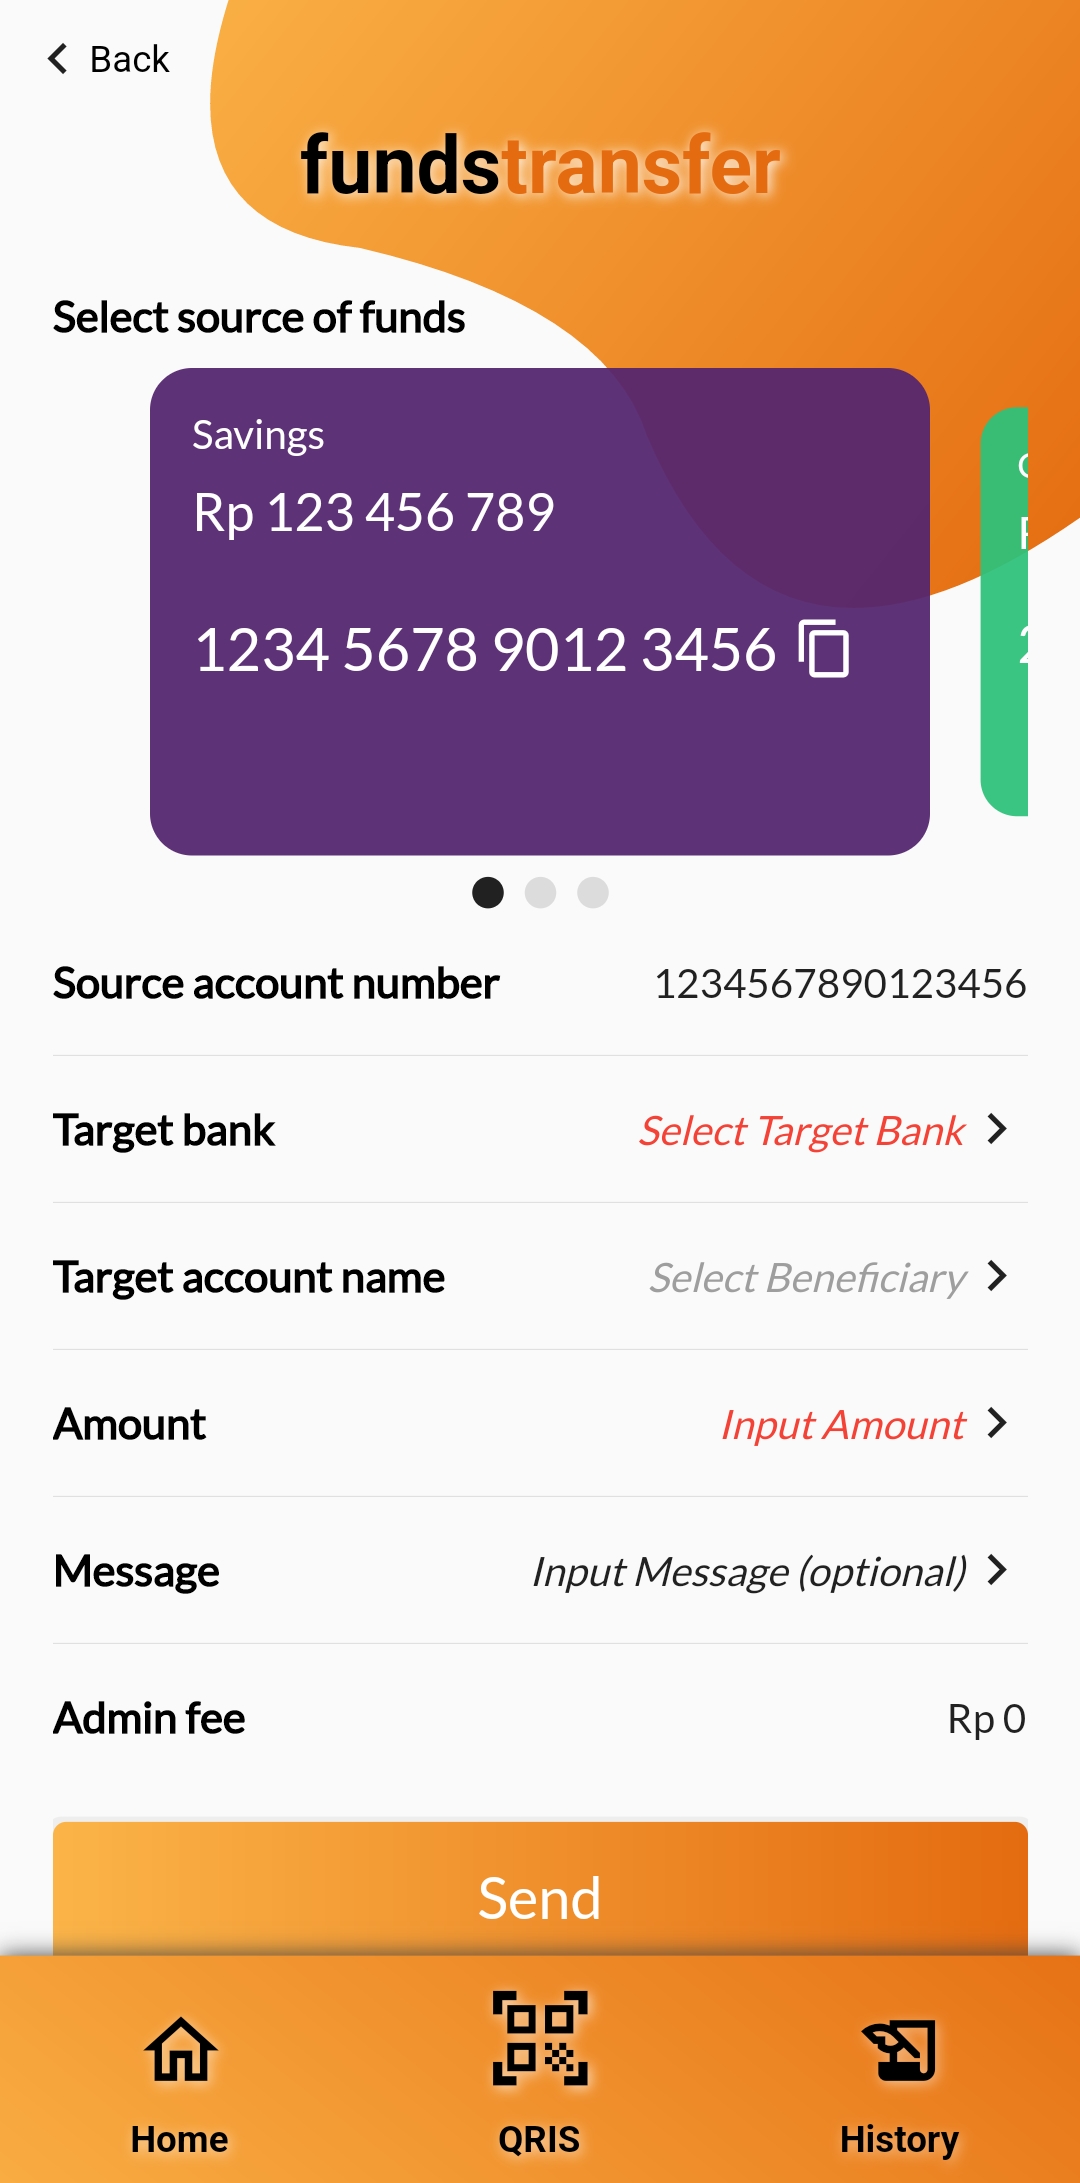 Back
fundstransfer
Select source of funds
Savings
Rp 123 456 789
1234 5678 9012 3456
Source account number 1234567890123456
Target bank Select Target Bank
Target account name Select Beneficiary
Amount Input Amount
Message Input Message (optional)
Admin fee Rp 0
Send
Home QRIS History